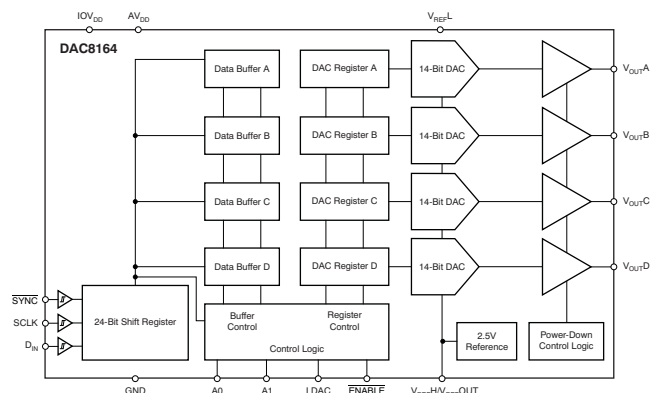 IOVDD AVDD VREFL
DAC8164
Data Buffer A DAC Register A 14-Bit DAC VOUTA
Data Buffer B DAC Register B 14-Bit DAC VOUTB
Data Buffer C DAC Register C 14-Bit DAC VOUTC
Data Buffer D DAC Register D 14-Bit DAC VOUTD
SYNC
SCLK
DIN
24-Bit Shift Register
Buffer
Control
Register
Control
Control Logic
2.5V
Reference
Power-Down
Control Logic
GND A0 A1 LDAC ENABLE VREFH/VREFOUT